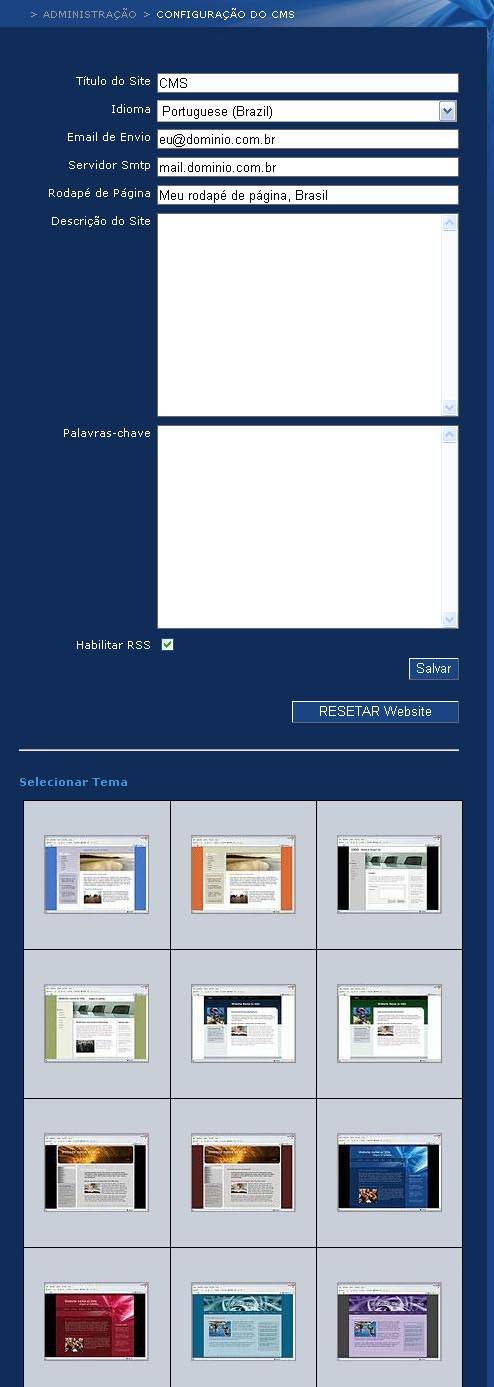 > ADMINISTRAÇÃO > CONFIGURAÇÃO DO CMS
Título do Site CMS
Idioma Portuguese (Brazil)
Email de Envio eu@dominio.com.br
Servidor Smtp mail.dominio.com.br
Rodapé de Página Meu rodapé de página, Brasil
Descrição do Site
Palavras-chave
Habilitar RSS
Salvar
RESETAR Website
Selecionar Tema